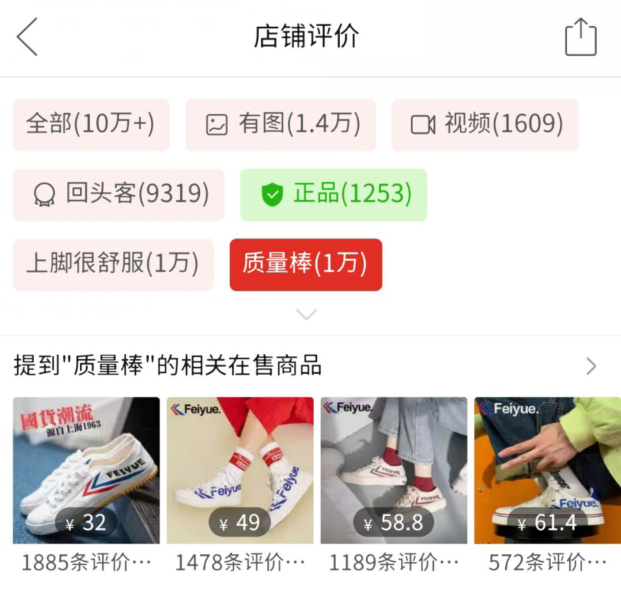 店铺评价
全部(10万+) 有图(1.4万) 视频(1609)
回头客(9319) 正品(1253)
上脚很舒服(1万) 质量棒(1万)
提到"质量棒"的相关在售商品
國貨潮流
源自上海1963
FEIYUE
¥ 32
Feiyue.
Feiyue.
Feiyue
¥ 49
Feiyue.
FEIYUE
¥ 58.8
Feiyue.
Feiyue.
¥ 61.4
1885条评价… 1478条评价… 1189条评价… 572条评价…